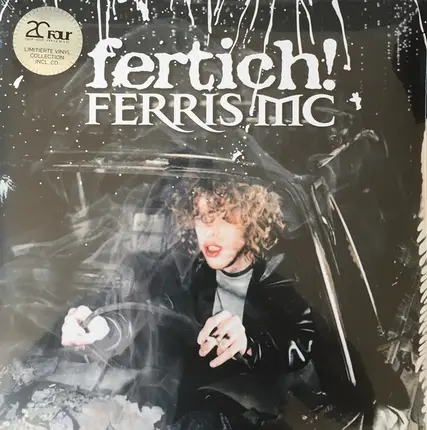 20 Four
LIMITIERTE VINYL
COLLECTION
INCL. CD
fertich!
FERRIS MC